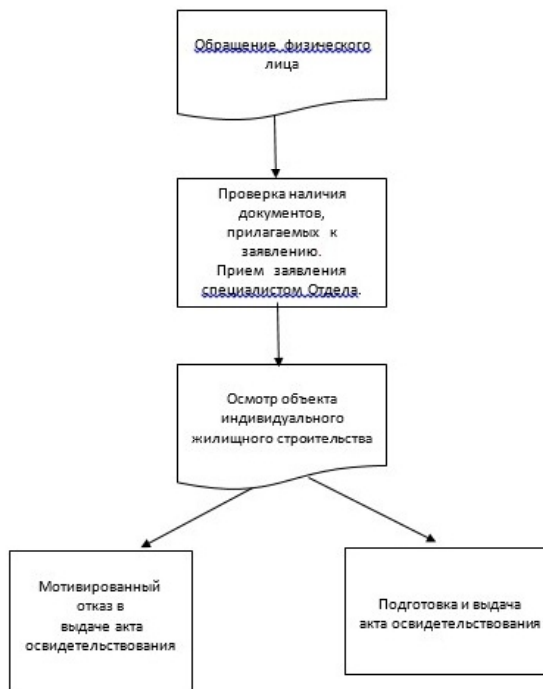 Обращение физического
лица
Проверка наличия
документов,
прилагаемых к
заявлению.
Прием заявления
специалистом Отдела.
Осмотр объекта
индивидуального
жилищного строительства
Мотивированный
отказ в
выдаче акта
освидетельствования
Подготовка и выдача
акта освидетельствования